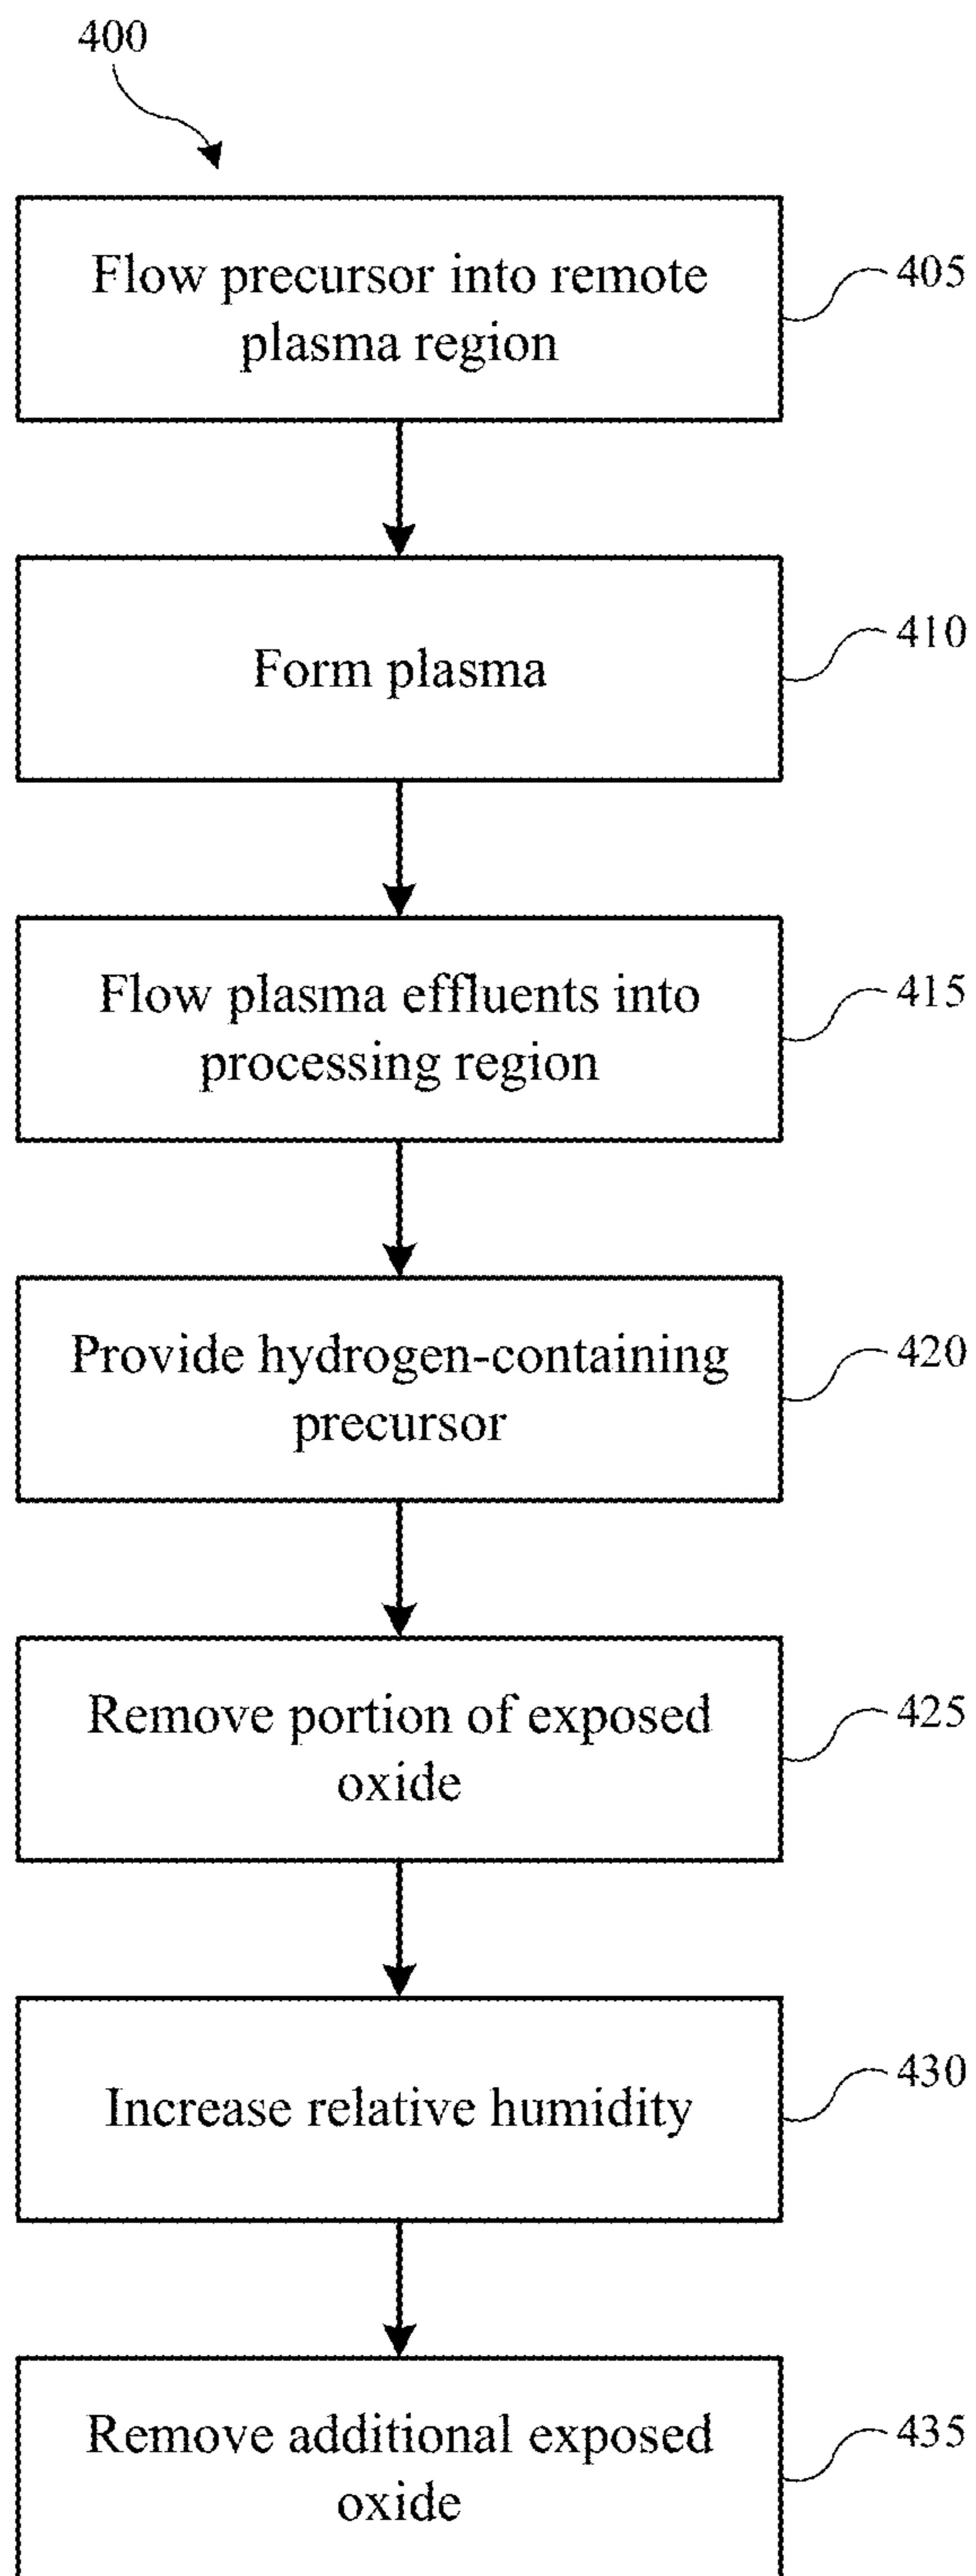 400
Flow precursor into remote
plasma region
405
Form plasma
410
Flow plasma effluents into
processing region
415
Provide hydrogen-containing
precursor
420
Remove portion of exposed
oxide
425
Increase relative humidity
430
Remove additional exposed
oxide
435